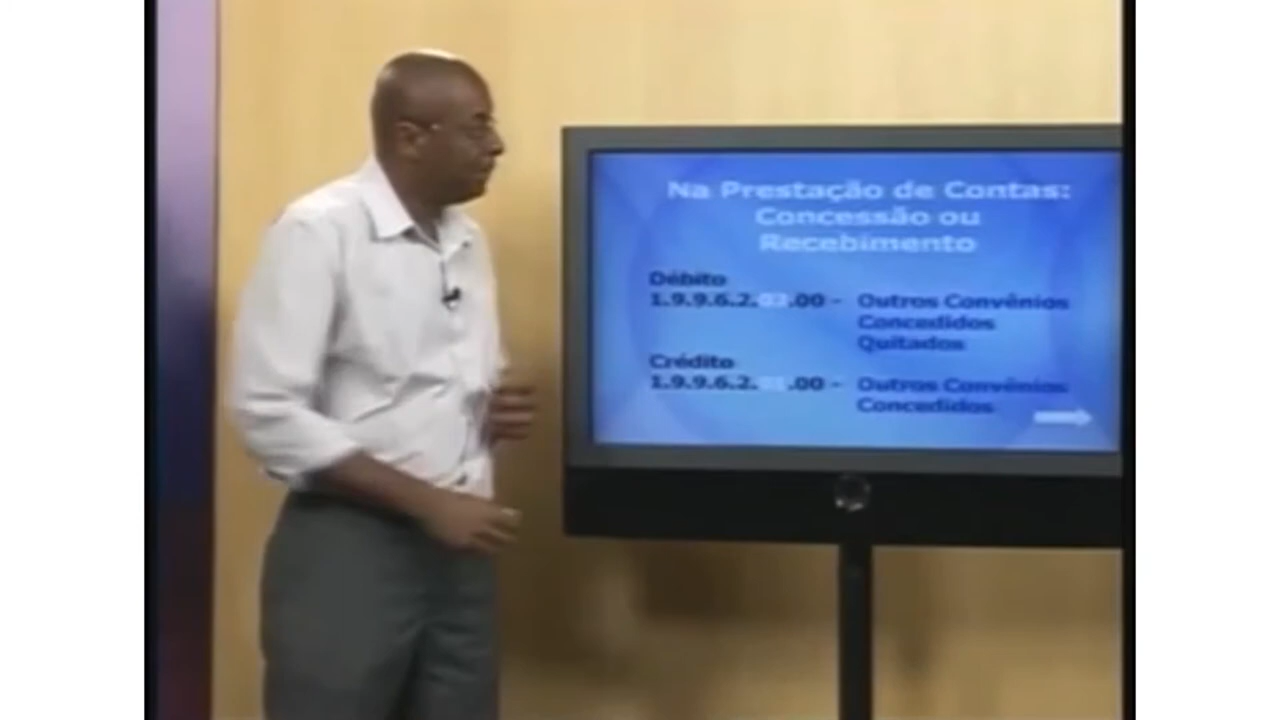 Na Prestação de Contas:
Concessão ou
Recebimento
Débito
1.9.9.6.2.02.00 - Outros Convênios
Concedidos
Quitados
Crédito
1.9.9.6.2. .00 - Outros Convênios
Concedidos